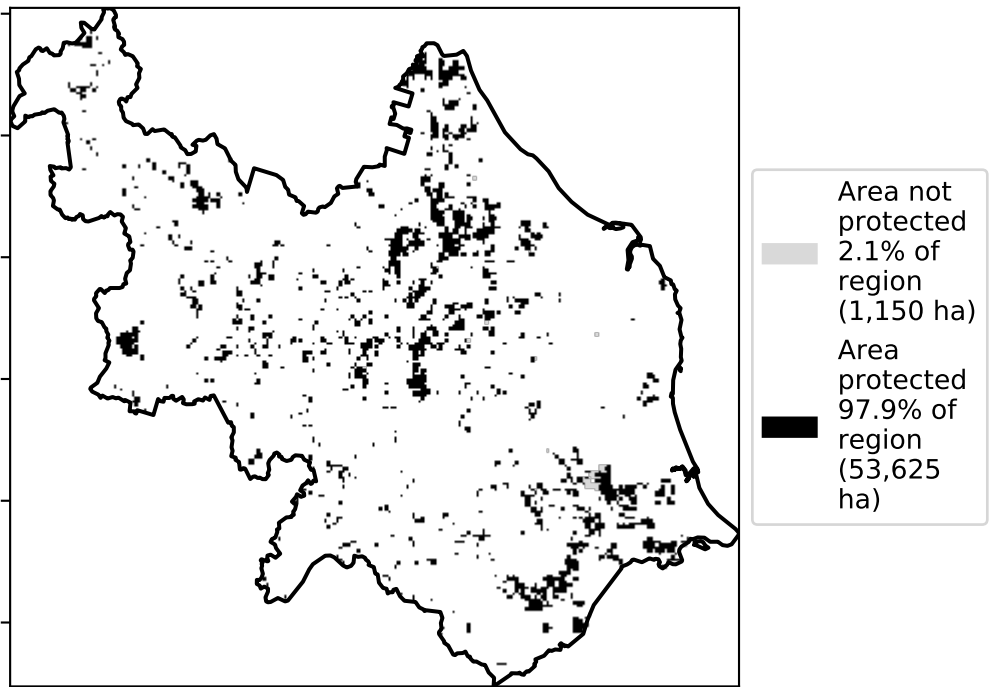 Area not
protected
2.1% of
region
(1,150 ha)
Area
protected
97.9% of
region
(53,625
ha)